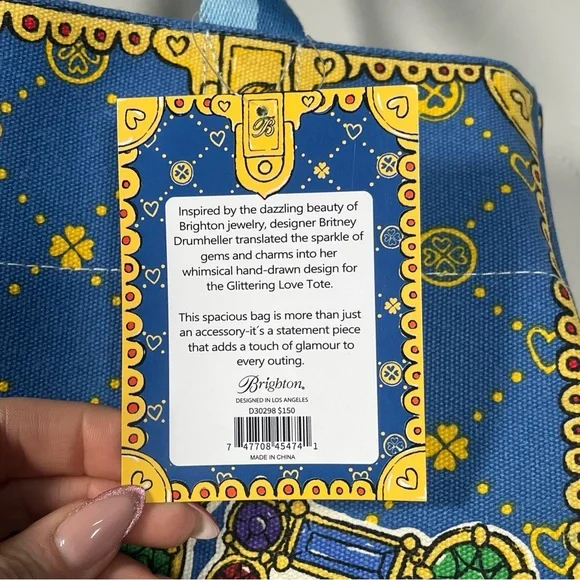 B
Inspired by the dazzling beauty of
Brighton jewelry, designer Britney
Drumheller translated the sparkle of
gems and charms into her
whimsical hand-drawn design for
the Glittering Love Tote.
This spacious bag is more than just
an accessory-it´s a statement piece
that adds a touch of glamour to
every outing.
Brighton®
DESIGNED IN LOS ANGELES
D30298 $150
7 47708 45474 1
MADE IN CHINA